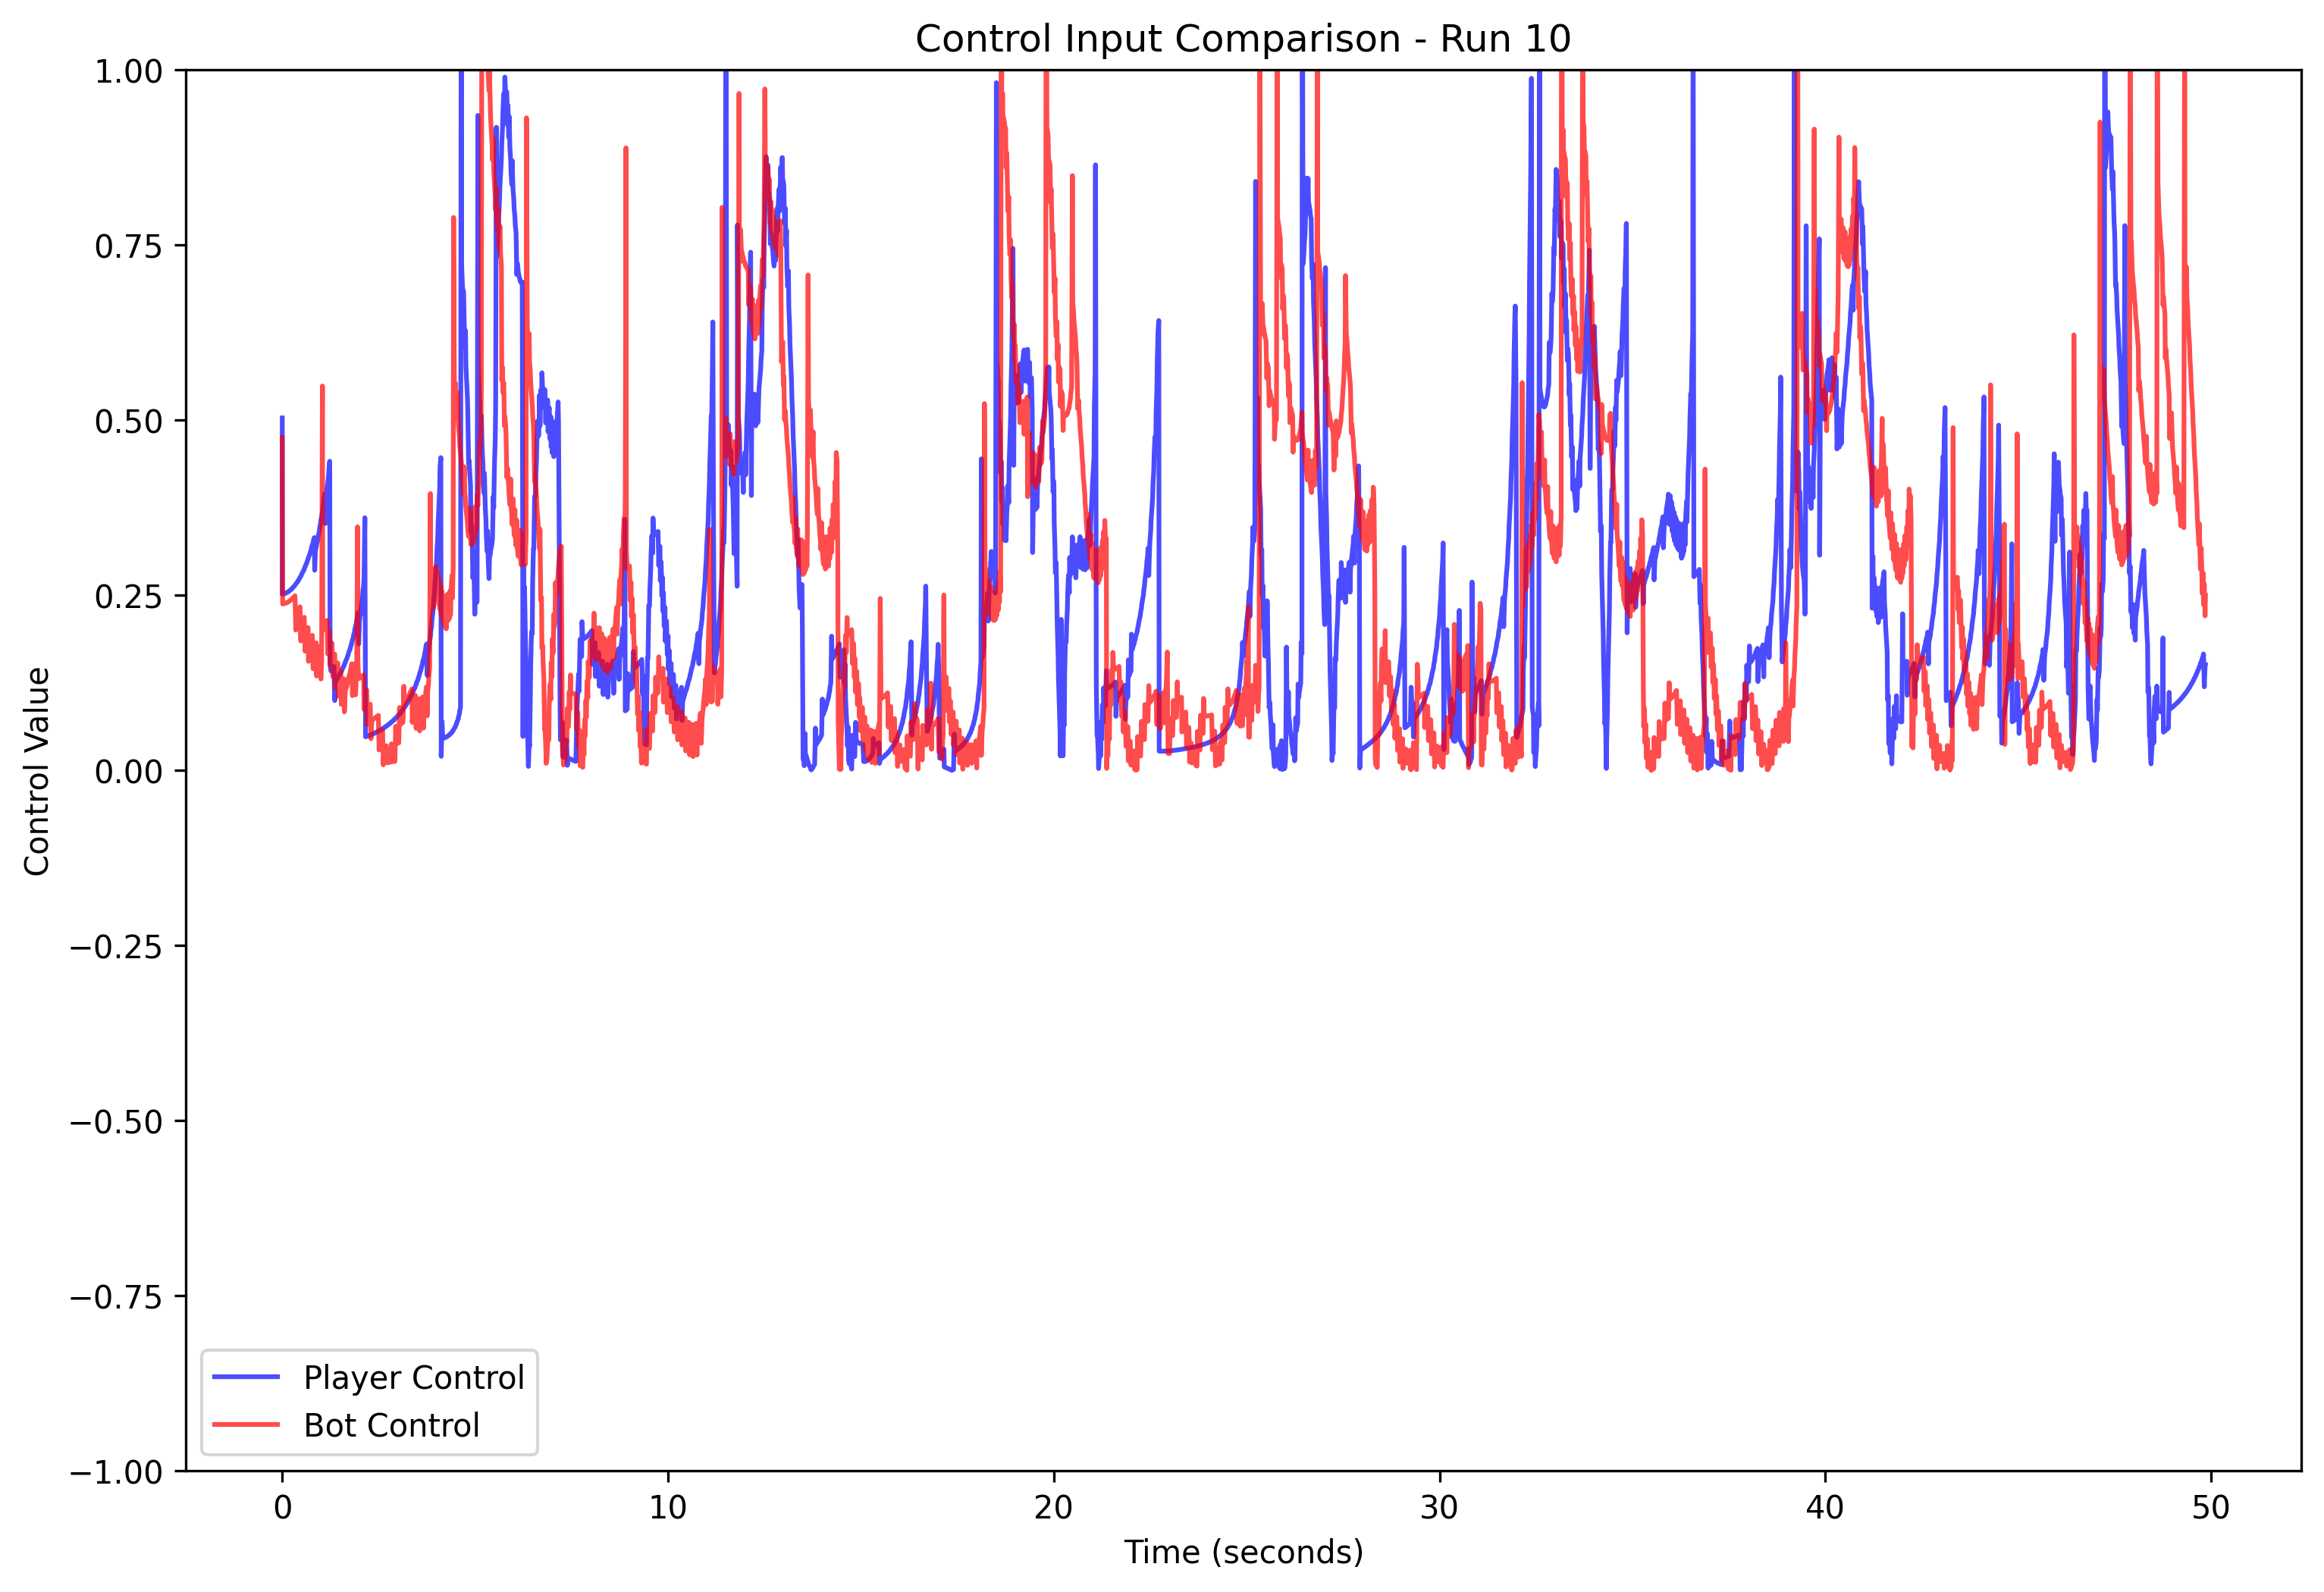 Control Input Comparison - Run 10
1.00
0.75
0.50
0.25
0.00
−0.25
−0.50
−0.75
−1.00
Control Value
Player Control
Bot Control
0 10 20 30 40 50
Time (seconds)